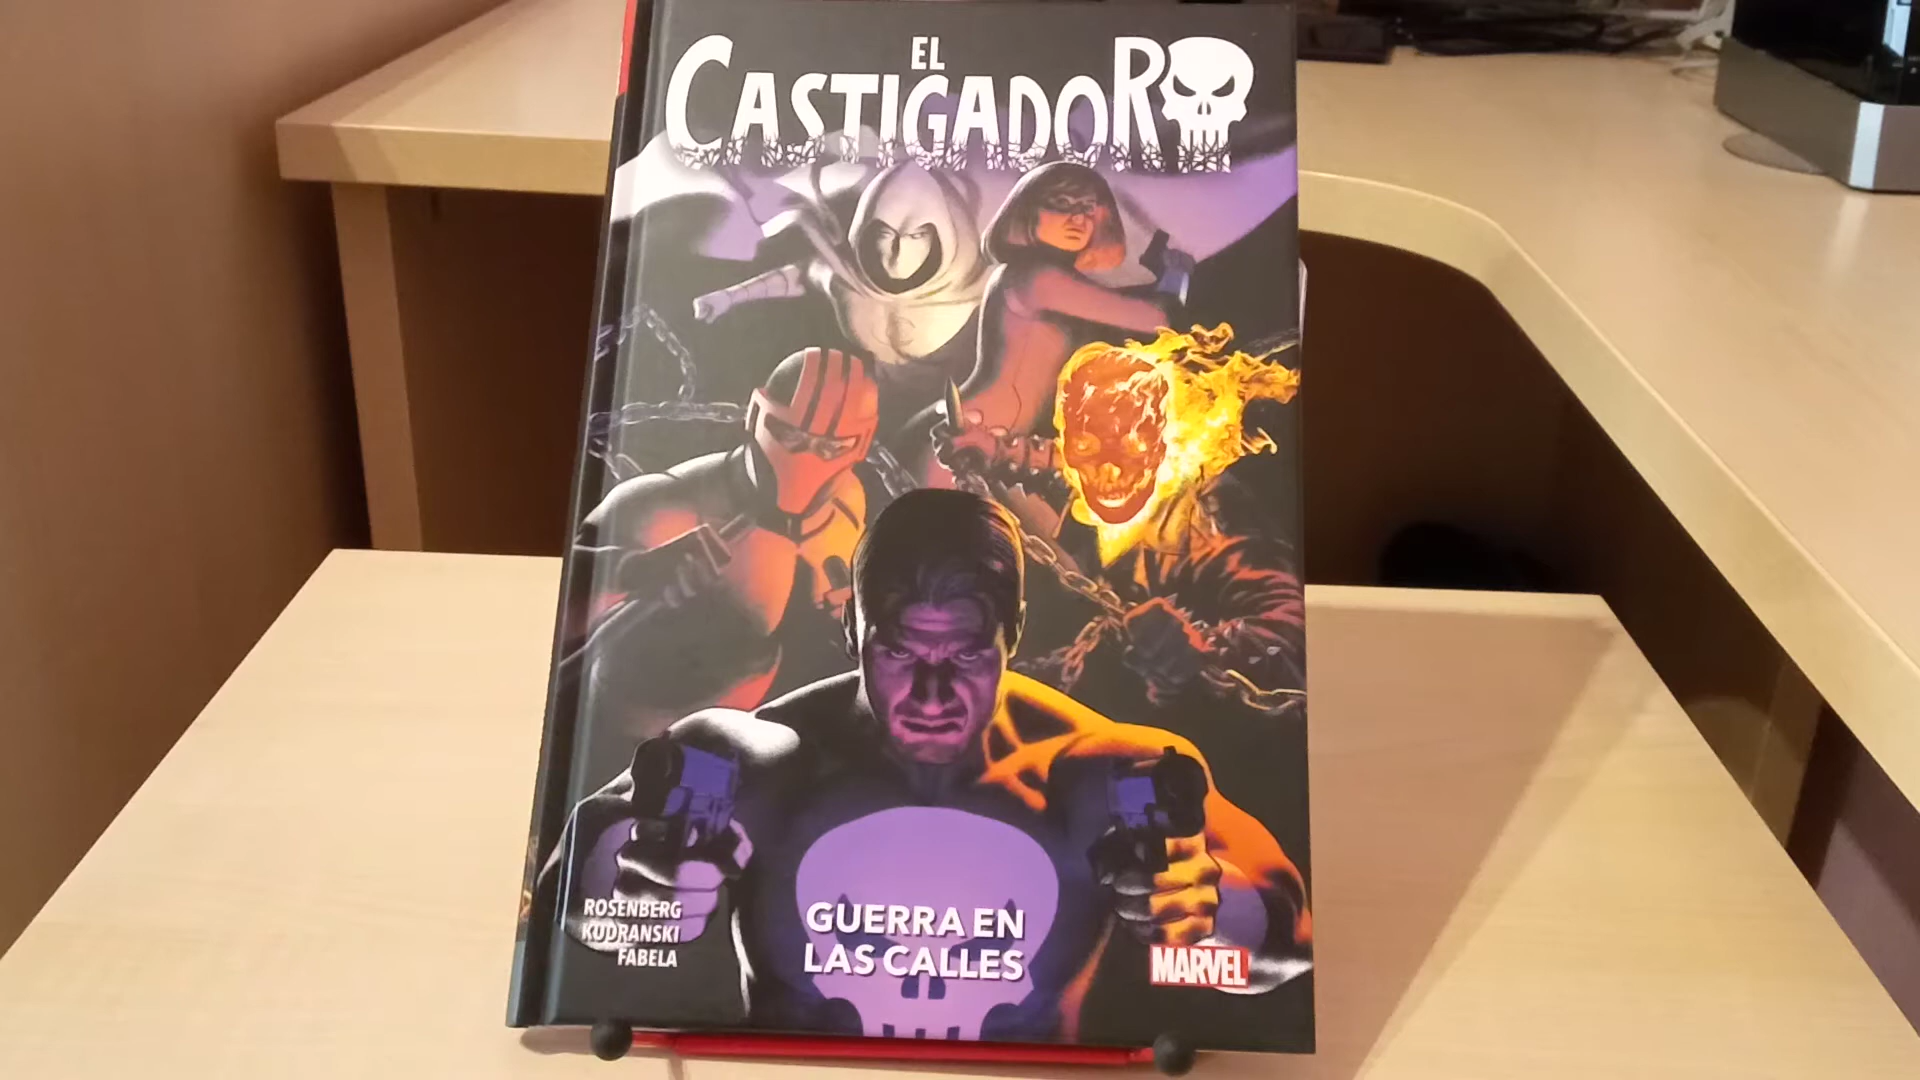 EL
CASTIGADOR
ROSENBERG
KUDRANSKI
FABELA
GUERRA EN
LAS CALLES
MARVEL